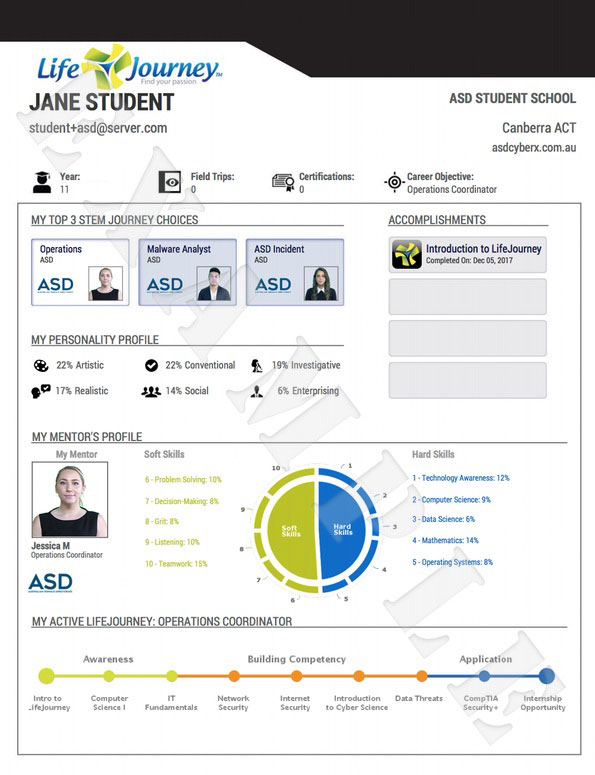 Life Journey™
Find your passion
JANE STUDENT
student+asd@server.com
ASD STUDENT SCHOOL
Canberra ACT
asdcyberx.com.au
Year:
11
Field Trips:
0
Certifications:
0
Career Objective:
Operations Coordinator
MY TOP 3 STEM JOURNEY CHOICES
Operations
ASD
ASD
Malware Analyst
ASD
ASD
ASD Incident
ASD
ASD
ACCOMPLISHMENTS
Introduction to LifeJourney
Completed On: Dec 05, 2017
MY PERSONALITY PROFILE
22% Artistic
22% Conventional
19% Investigative
17% Realistic
14% Social
6% Enterprising
MY MENTOR'S PROFILE
My Mentor
Jessica M
Operations Coordinator
ASD
Soft Skills
6 - Problem Solving: 10%
7 - Decision-Making: 8%
8 - Grit: 8%
9 - Listening: 10%
10 - Teamwork: 15%
10
9
8
7
6
1
2
3
4
5
Soft
Skills
Hard
Skills
Hard Skills
1 - Technology Awareness: 12%
2 - Computer Science: 9%
3 - Data Science: 6%
4 - Mathematics: 14%
5 - Operating Systems: 8%
MY ACTIVE LIFEJOURNEY: OPERATIONS COORDINATOR
Awareness
Building Competency
Application
Intro to
LifeJourney
Computer
Science I
IT
Fundamentals
Network
Security
Internet
Security
Introduction
to Cyber Science
Data Threats
CompTIA
Security+
Internship
Opportunity
EXAMPLE